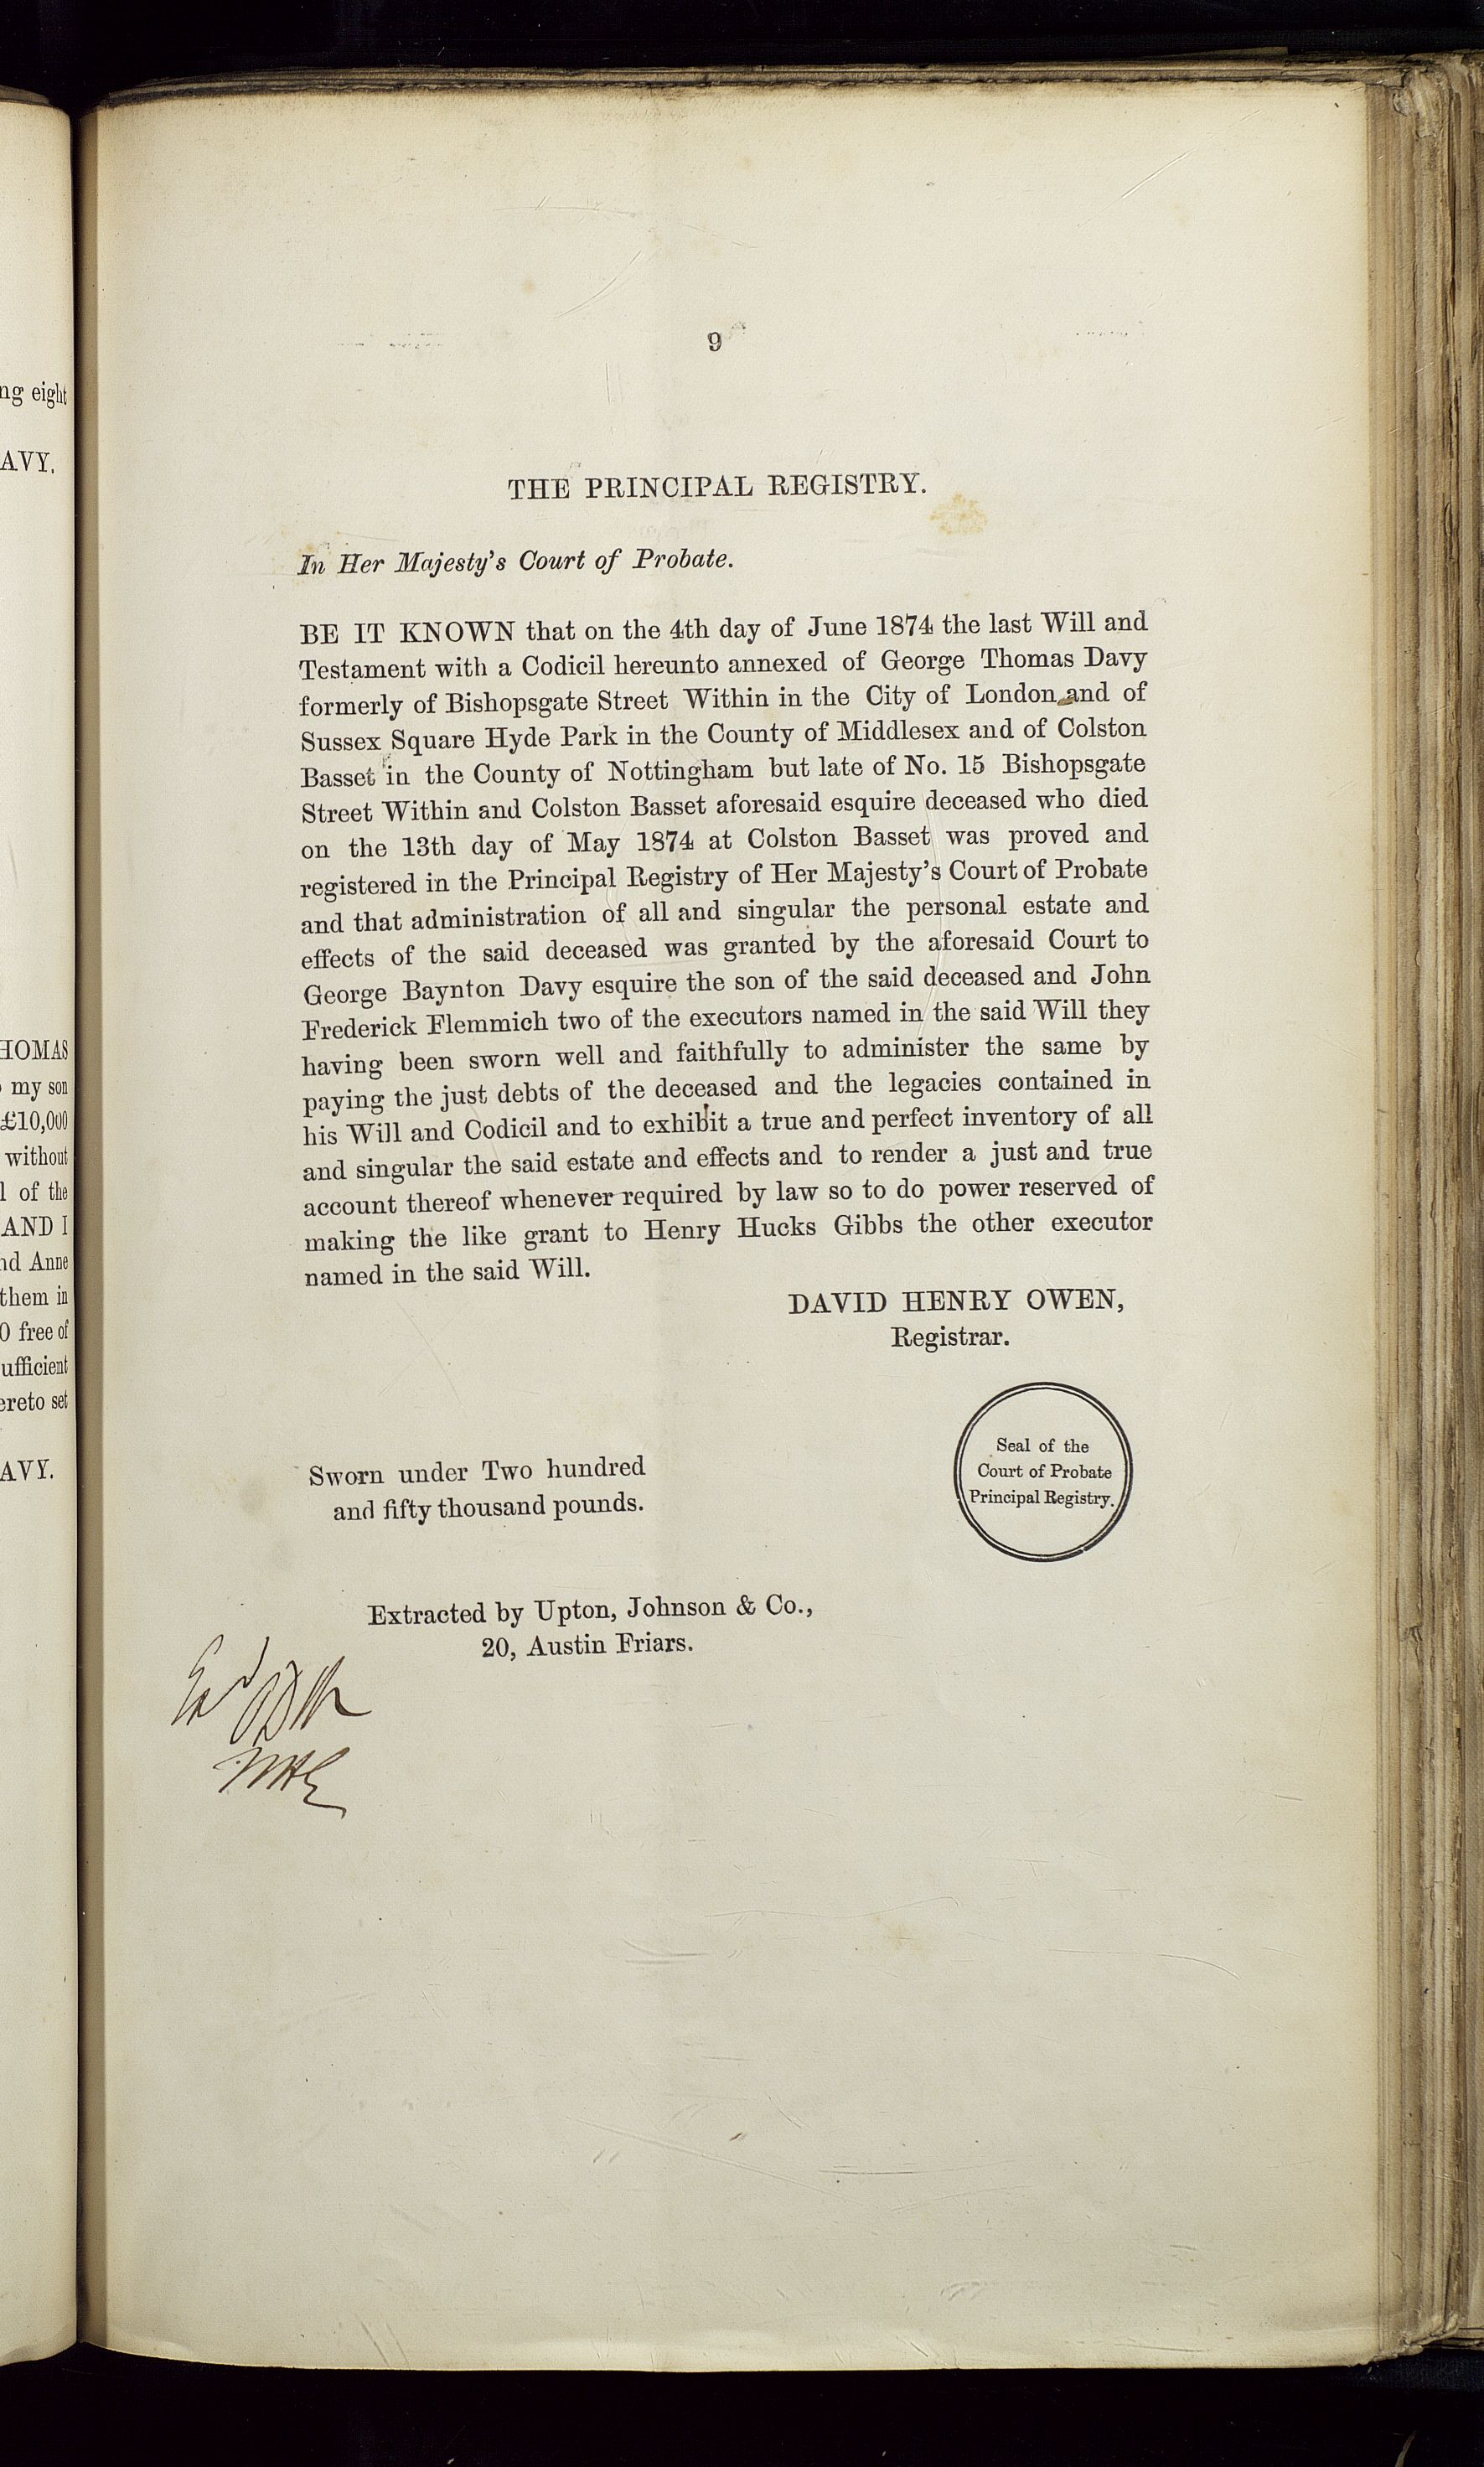 ng eight
AVY.
HOMAS
my son
£10,000
without
l of the
AND I
nd Anne
them in
0 free of
ufficient
ereto set
AVY.
9
THE PRINCIPAL REGISTRY.
In Her Majesty's Court of Probate.
BE IT KNOWN that on the 4th day of June 1874 the last Will and
Testament with a Codicil hereunto annexed of George Thomas Davy
formerly of Bishopsgate Street Within in the City of London and of
Sussex Square Hyde Park in the County of Middlesex and of Colston
Basset in the County of Nottingham but late of No. 15 Bishopsgate
Street Within and Colston Basset aforesaid esquire deceased who died
on the 13th day of May 1874 at Colston Basset was proved and
registered in the Principal Registry of Her Majesty's Court of Probate
and that administration of all and singular the personal estate and
effects of the said deceased was granted by the aforesaid Court to
George Baynton Davy esquire the son of the said deceased and John
Frederick Flemmich two of the executors named in the said Will they
having been sworn well and faithfully to administer the same by
paying the just debts of the deceased and the legacies contained in
his Will and Codicil and to exhibit a true and perfect inventory of all
and singular the said estate and effects and to render a just and true
account thereof whenever required by law so to do power reserved of
making the like grant to Henry Hucks Gibbs the other executor
named in the said Will.
DAVID HENRY OWEN,
Registrar.
Seal of the
Court of Probate
Principal Registry.
Sworn under Two hundred
and fifty thousand pounds.
Extracted by Upton, Johnson & Co.,
20, Austin Friars.